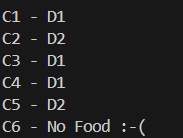 C1 - D1
C2 - D2
C3 - D1
C4 - D1
C5 - D2
C6 - No Food :-(